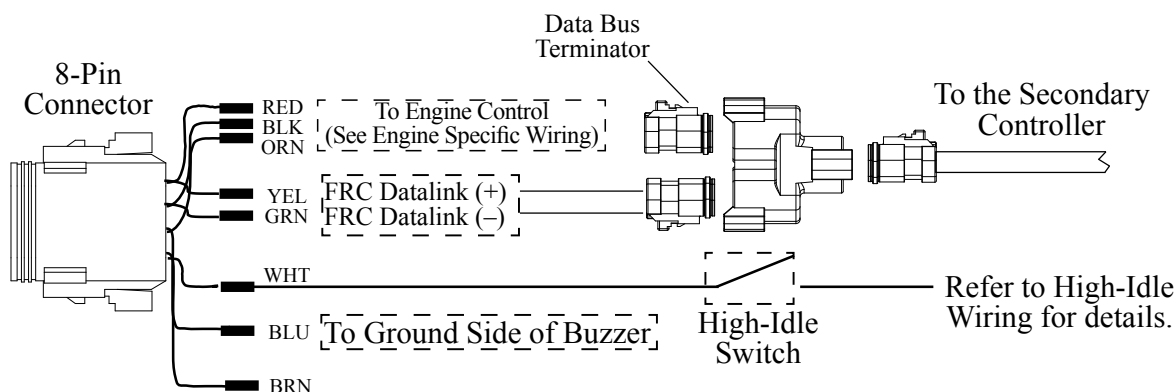 Data Bus
Terminator
8-Pin
Connector
RED
BLK
ORN
To Engine Control
(See Engine Specific Wiring)
To the Secondary
Controller
YEL
GRN
FRC Datalink (+)
FRC Datalink (–)
WHT
High-Idle
Switch
Refer to High-Idle
Wiring for details.
BLU
To Ground Side of Buzzer
BRN